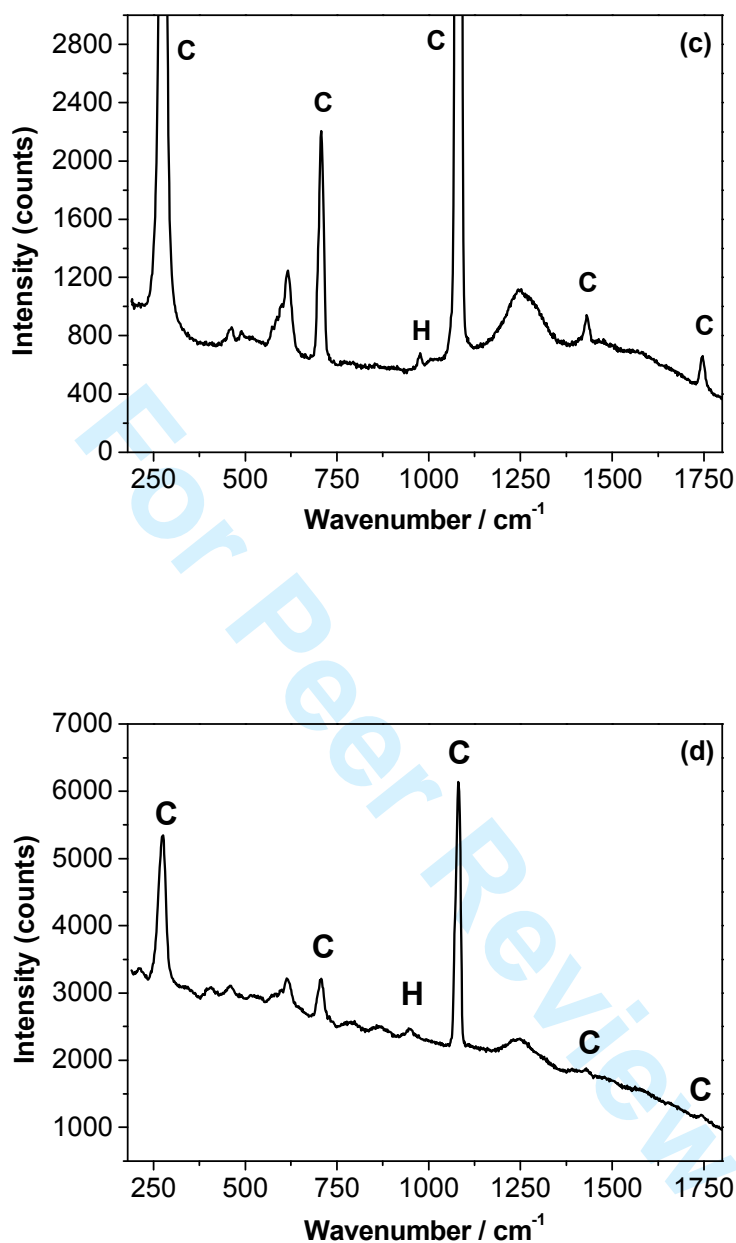 C
C
(c)
C
H
C
C
2800
2400
2000
1600
1200
800
400
0
Intensity (counts)
250 500 750 1000 1250 1500 1750
Wavenumber / cm-1
For Peer Review
(d)
C
C
C
H
C
C
7000
6000
5000
4000
3000
2000
1000
Intensity (counts)
250 500 750 1000 1250 1500 1750
Wavenumber / cm-1